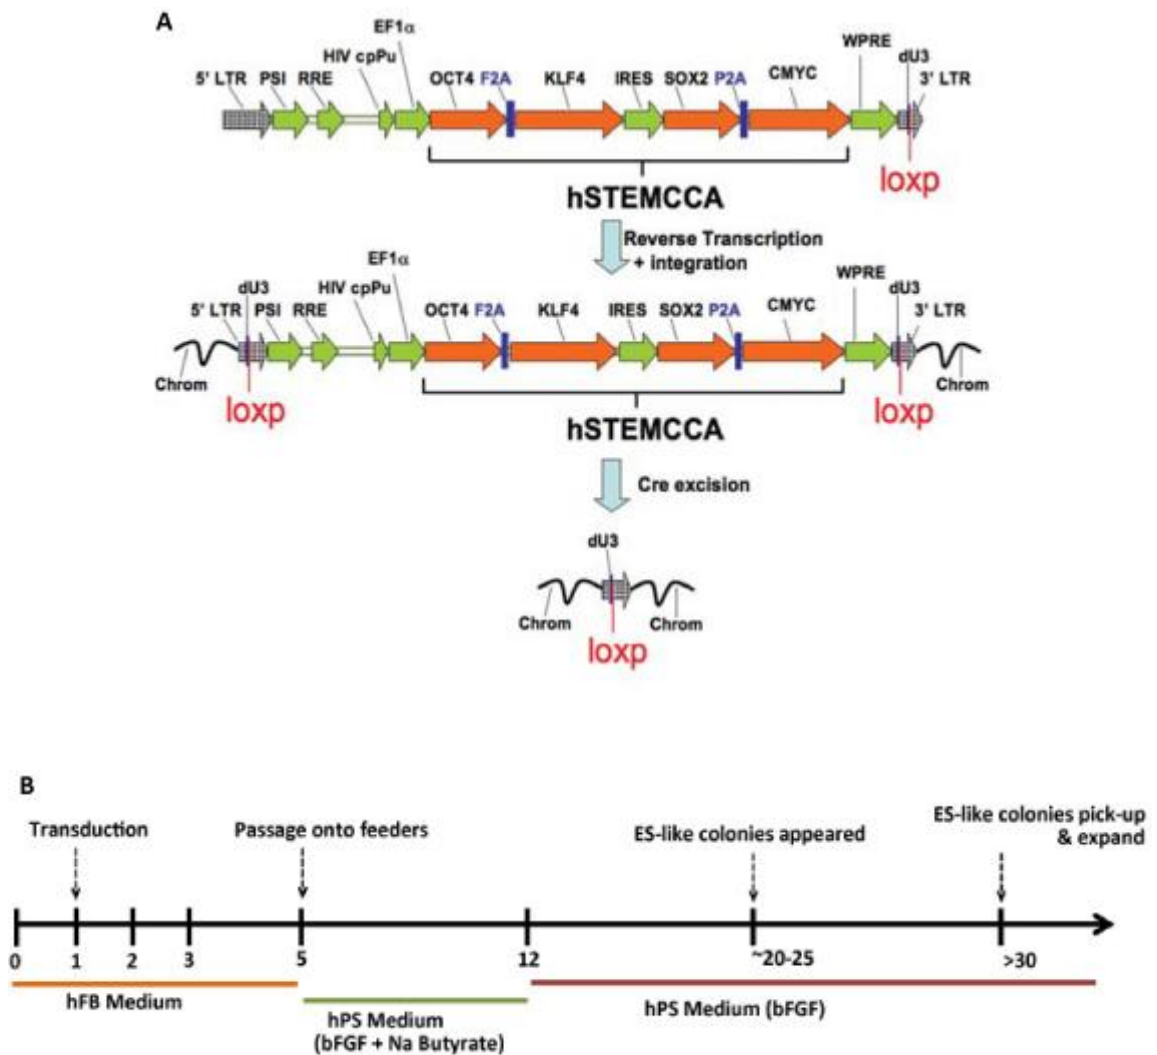 A
EF1α
HIV cpPu
WPRE
dU3
5' LTR PSI RRE OCT4 F2A KLF4 IRES SOX2 P2A CMYC 3' LTR
loxp
hSTEMCCA
Reverse Transcription
+ integration
EF1α
WPRE
dU3 HIV cpPu dU3
5' LTR PSI RRE OCT4 F2A KLF4 IRES SOX2 P2A CMYC 3' LTR
Chrom Chrom
loxp loxp
hSTEMCCA
Cre excision
dU3
Chrom Chrom
loxp
B
Transduction Passage onto feeders ES-like colonies appeared ES-like colonies pick-up
& expand
0 1 2 3 5 12 ~20-25 >30
hFB Medium
hPS Medium
(bFGF + Na Butyrate)
hPS Medium (bFGF)